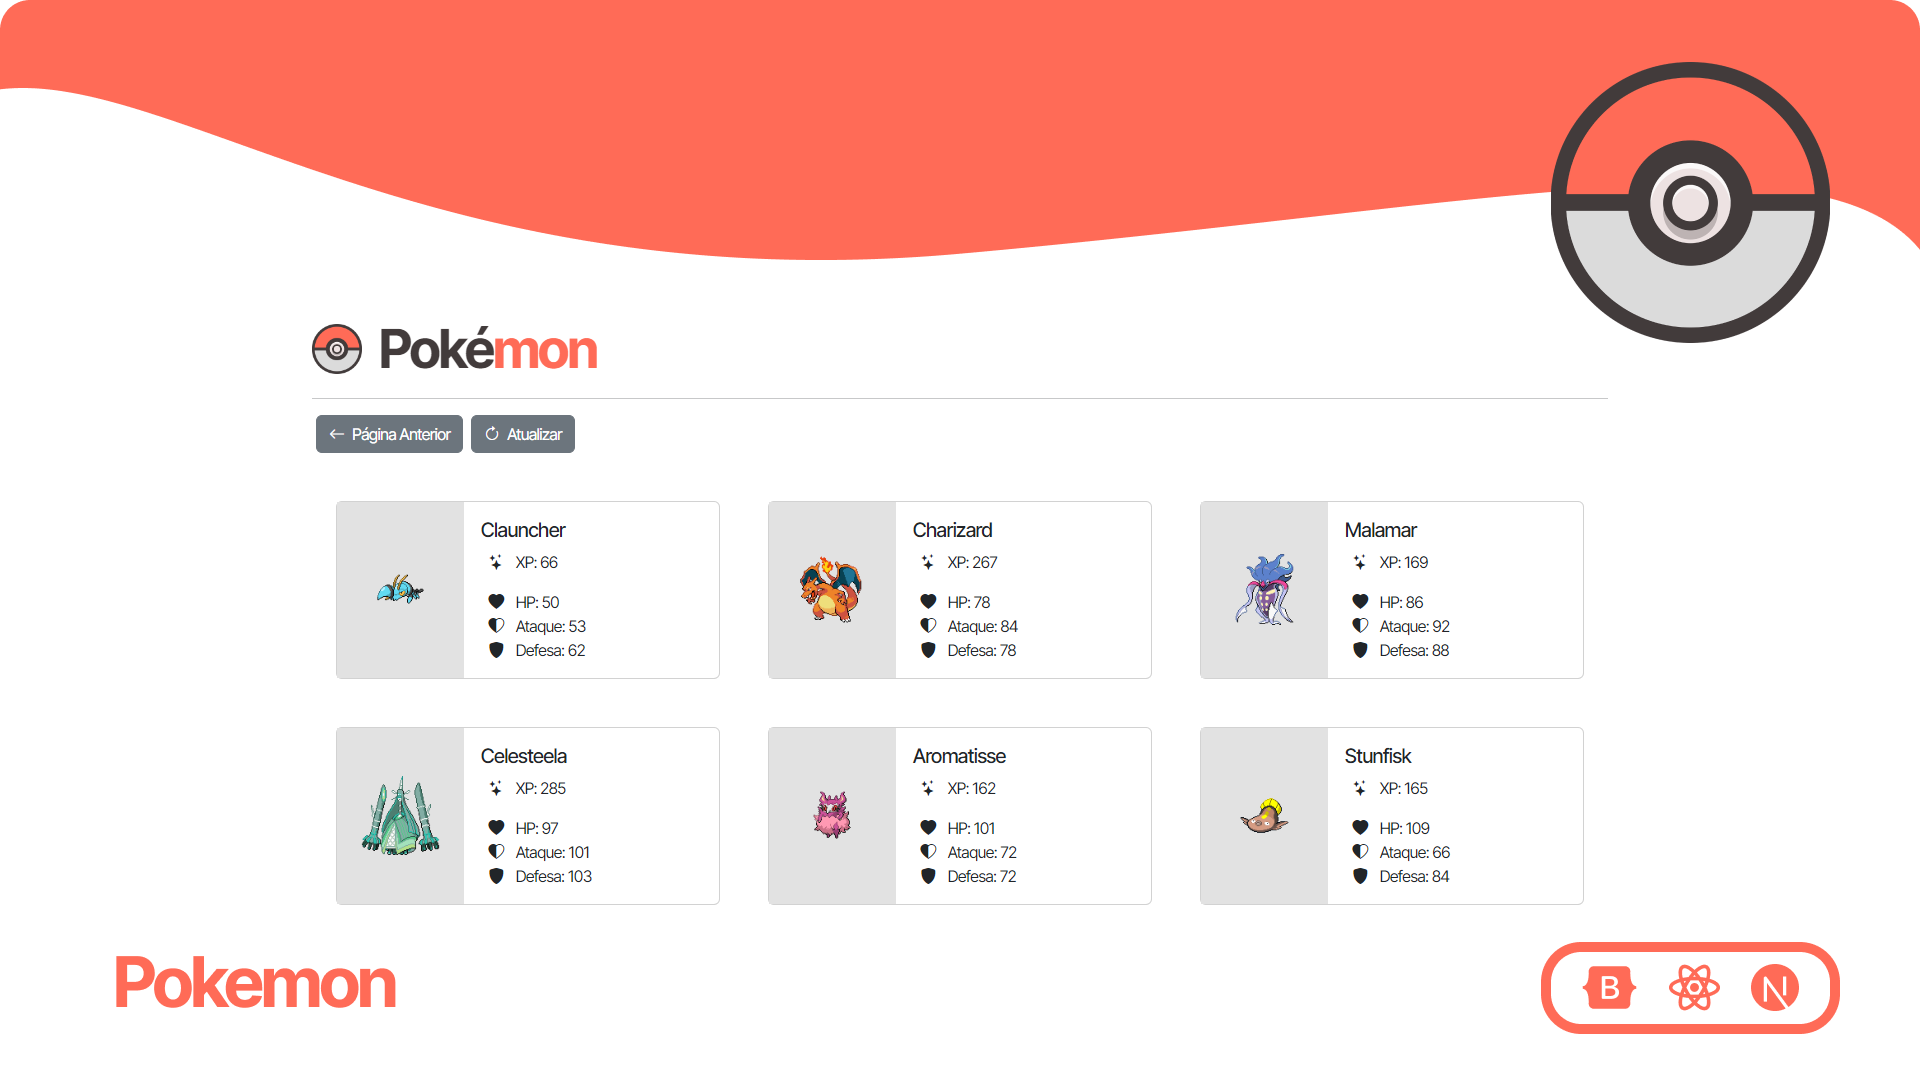 Pokémon
Página Anterior
Atualizar
Clauncher
XP: 66
HP: 50
Ataque: 53
Defesa: 62
Charizard
XP: 267
HP: 78
Ataque: 84
Defesa: 78
Malamar
XP: 169
HP: 86
Ataque: 92
Defesa: 88
Celesteela
XP: 285
HP: 97
Ataque: 101
Defesa: 103
Aromatisse
XP: 162
HP: 101
Ataque: 72
Defesa: 72
Stunfisk
XP: 165
HP: 109
Ataque: 66
Defesa: 84
Pokemon
B
N